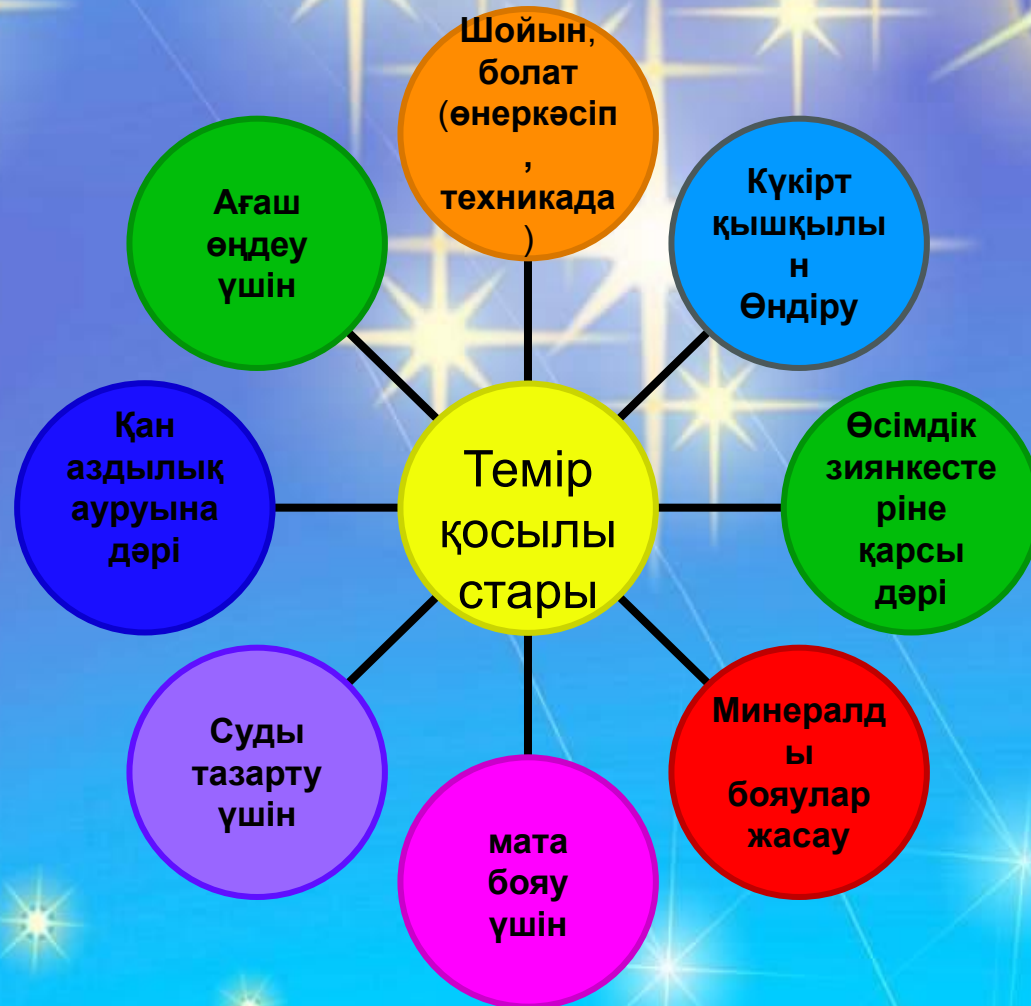 Шойын,
болат
(өнеркәсіп
,
техникада
)
Күкірт
қышқылы
н
Өндіру
Өсімдік
зиянкесте
ріне
қарсы
дәрі
Минералд
ы
бояулар
жасау
мата
бояу
үшін
Суды
тазарту
үшін
Қан
аздылық
ауруына
дәрі
Ағаш
өңдеу
үшін
Темір
қосылы
стары